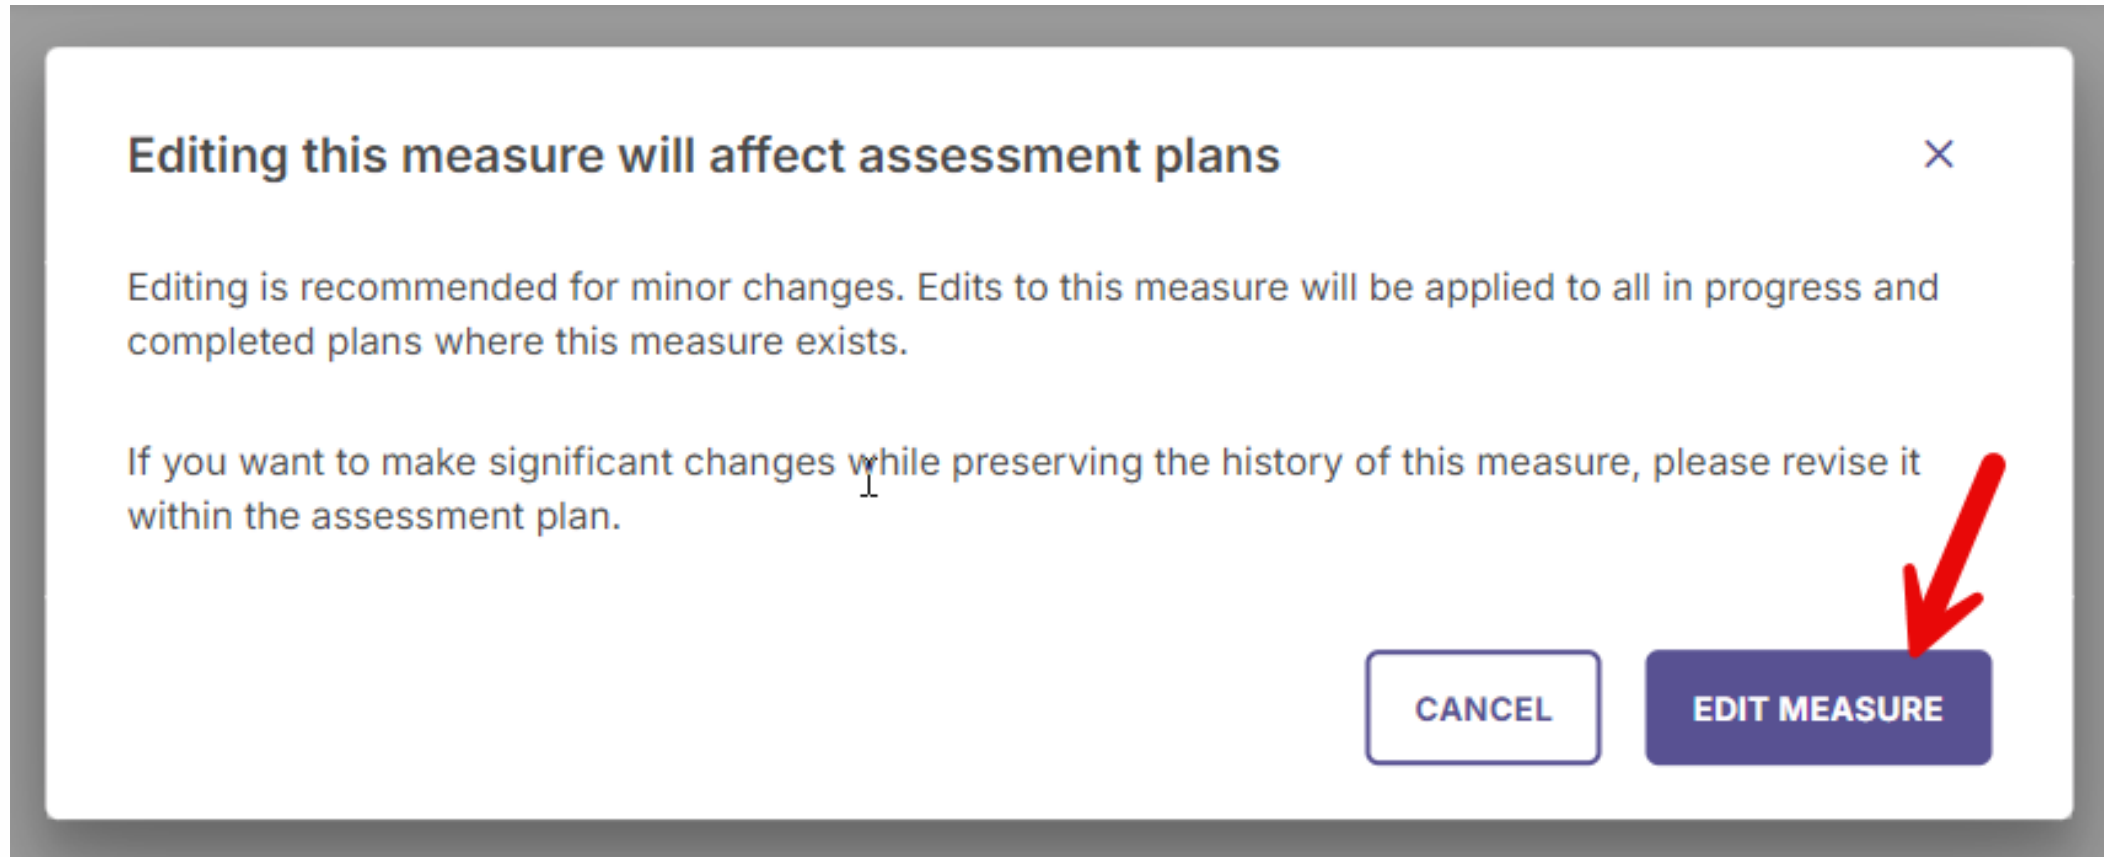 Editing this measure will affect assessment plans
Editing is recommended for minor changes. Edits to this measure will be applied to all in progress and
completed plans where this measure exists.
If you want to make significant changes while preserving the history of this measure, please revise it
within the assessment plan.
CANCEL
EDIT MEASURE